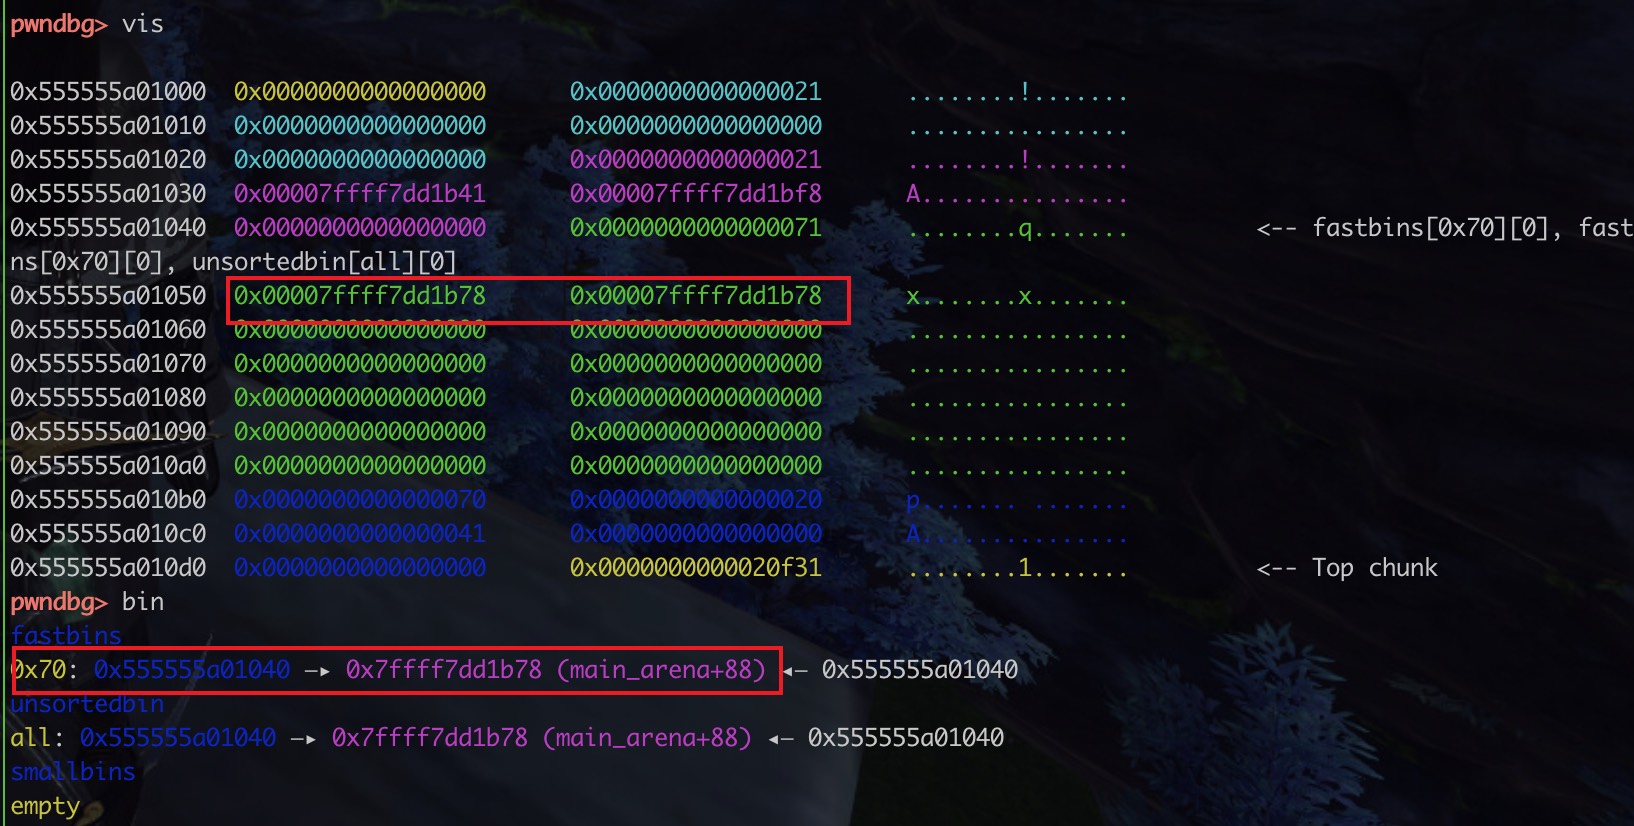 pwndbg> vis
0x555555a01000 0x0000000000000000 0x0000000000000021 ........!.......
0x555555a01010 0x0000000000000000 0x0000000000000000 ................
0x555555a01020 0x0000000000000000 0x0000000000000021 ........!.......
0x555555a01030 0x00007ffff7dd1b41 0x00007ffff7dd1bf8 A...............
0x555555a01040 0x0000000000000000 0x0000000000000071 ........q....... <-- fastbins[0x70][0], fast
ns[0x70][0], unsortedbin[all][0]
0x555555a01050 0x00007ffff7dd1b78 0x00007ffff7dd1b78 x.......x.......
0x555555a01060 0x0000000000000000 0x0000000000000000 ................
0x555555a01070 0x0000000000000000 0x0000000000000000 ................
0x555555a01080 0x0000000000000000 0x0000000000000000 ................
0x555555a01090 0x0000000000000000 0x0000000000000000 ................
0x555555a010a0 0x0000000000000000 0x0000000000000000 ................
0x555555a010b0 0x0000000000000070 0x0000000000000020 p....... .......
0x555555a010c0 0x0000000000000041 0x0000000000000000 A...............
0x555555a010d0 0x0000000000000000 0x0000000000020f31 ........1....... <-- Top chunk
pwndbg> bin
fastbins
0x70: 0x555555a01040 —▸ 0x7ffff7dd1b78 (main_arena+88) ◂— 0x555555a01040
unsortedbin
all: 0x555555a01040 —▸ 0x7ffff7dd1b78 (main_arena+88) ◂— 0x555555a01040
smallbins
empty